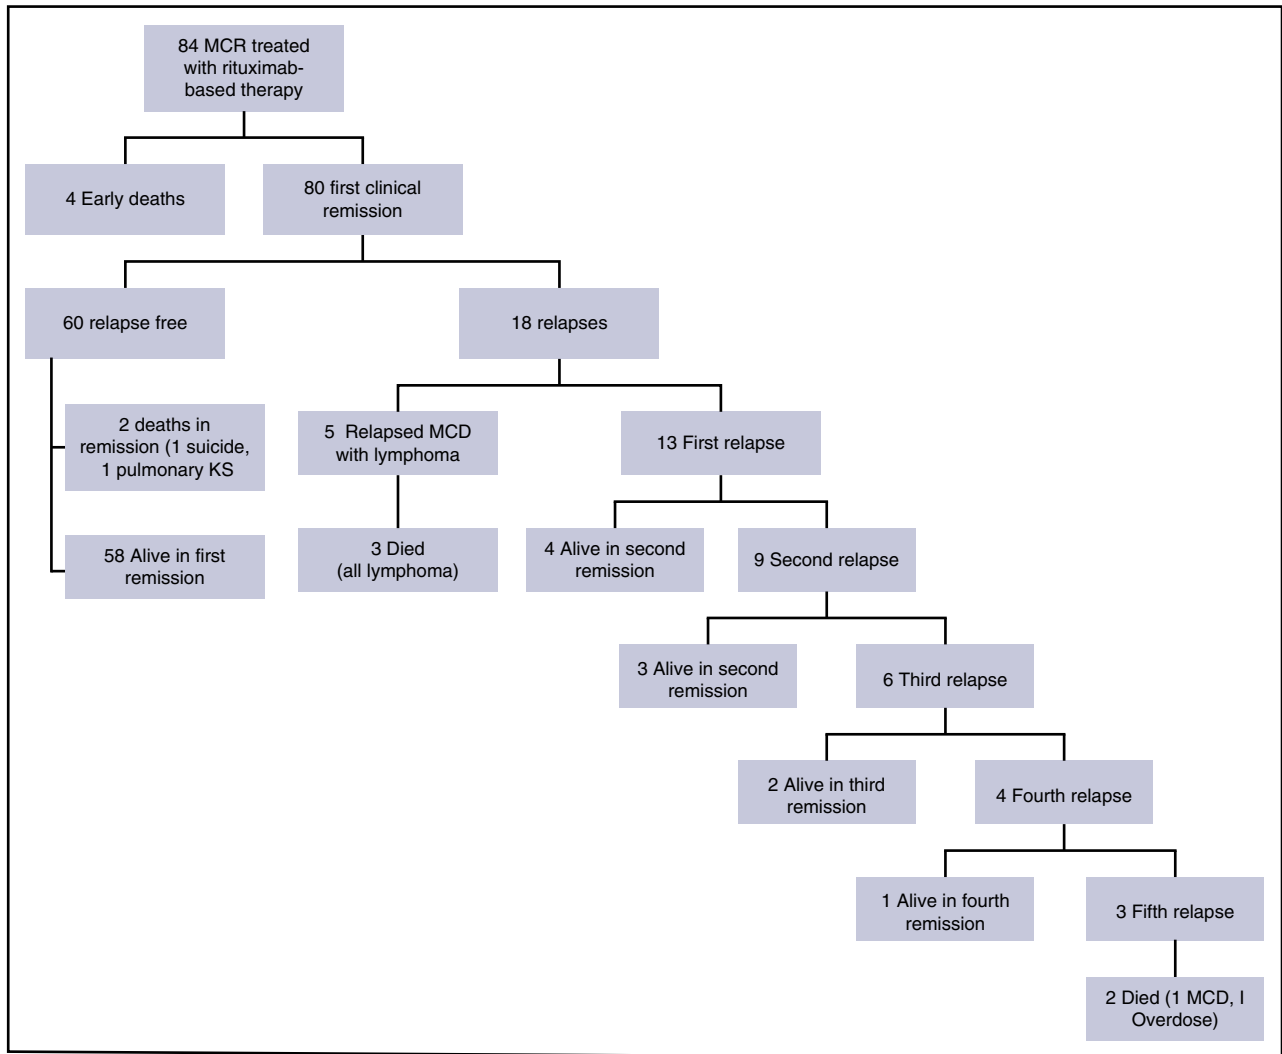 84 MCR treated
with rituximab-
based therapy
4 Early deaths
80 first clinical
remission
60 relapse free
18 relapses
2 deaths in
remission (1 suicide,
1 pulmonary KS
58 Alive in first
remission
5  Relapsed MCD
with lymphoma
13 First relapse
3 Died
(all lymphoma)
4 Alive in second
remission
9 Second relapse
3 Alive in second
remission
6 Third relapse
2 Alive in third
remission
4 Fourth relapse
1 Alive in fourth
remission
3 Fifth relapse
2 Died (1 MCD, I
Overdose)